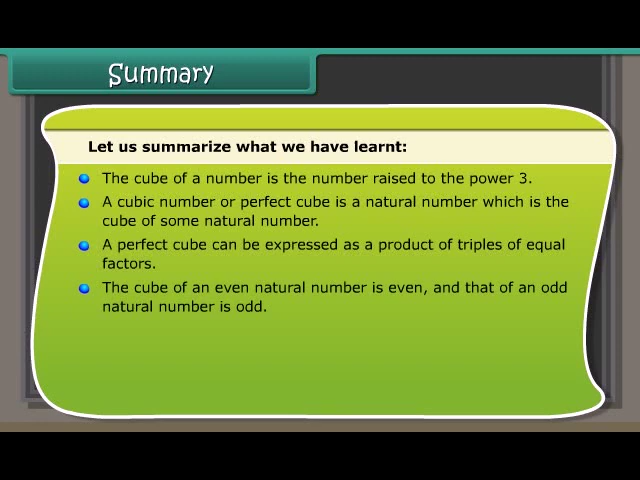 Summary
Let us summarize what we have learnt:
The cube of a number is the number raised to the power 3.
A cubic number or perfect cube is a natural number which is the
cube of some natural number.
A perfect cube can be expressed as a product of triples of equal
factors.
The cube of an even natural number is even, and that of an odd
natural number is odd.